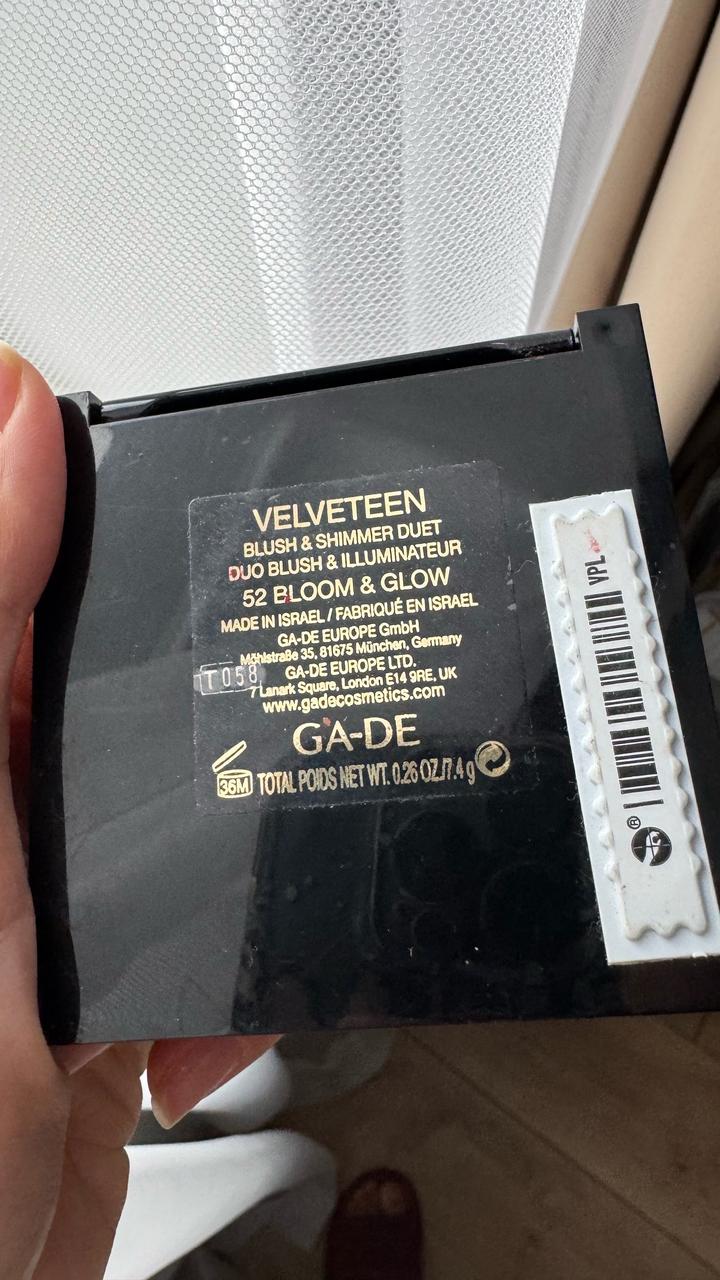 VELVETEEN
BLUSH & SHIMMER DUET
DUO BLUSH & ILLUMINATEUR
52 BLOOM & GLOW
MADE IN ISRAEL / FABRIQUÉ EN ISRAEL
GA-DE EUROPE GmbH
Möhlstraße 35, 81675 München, Germany
GA-DE EUROPE LTD.
7 Lanark Square, London E14 9RE, UK
www.gadecosmetics.com
T058
GA-DE
36M
TOTAL POIDS NET WT. 0.26 OZ./7.4 g
VPL
®